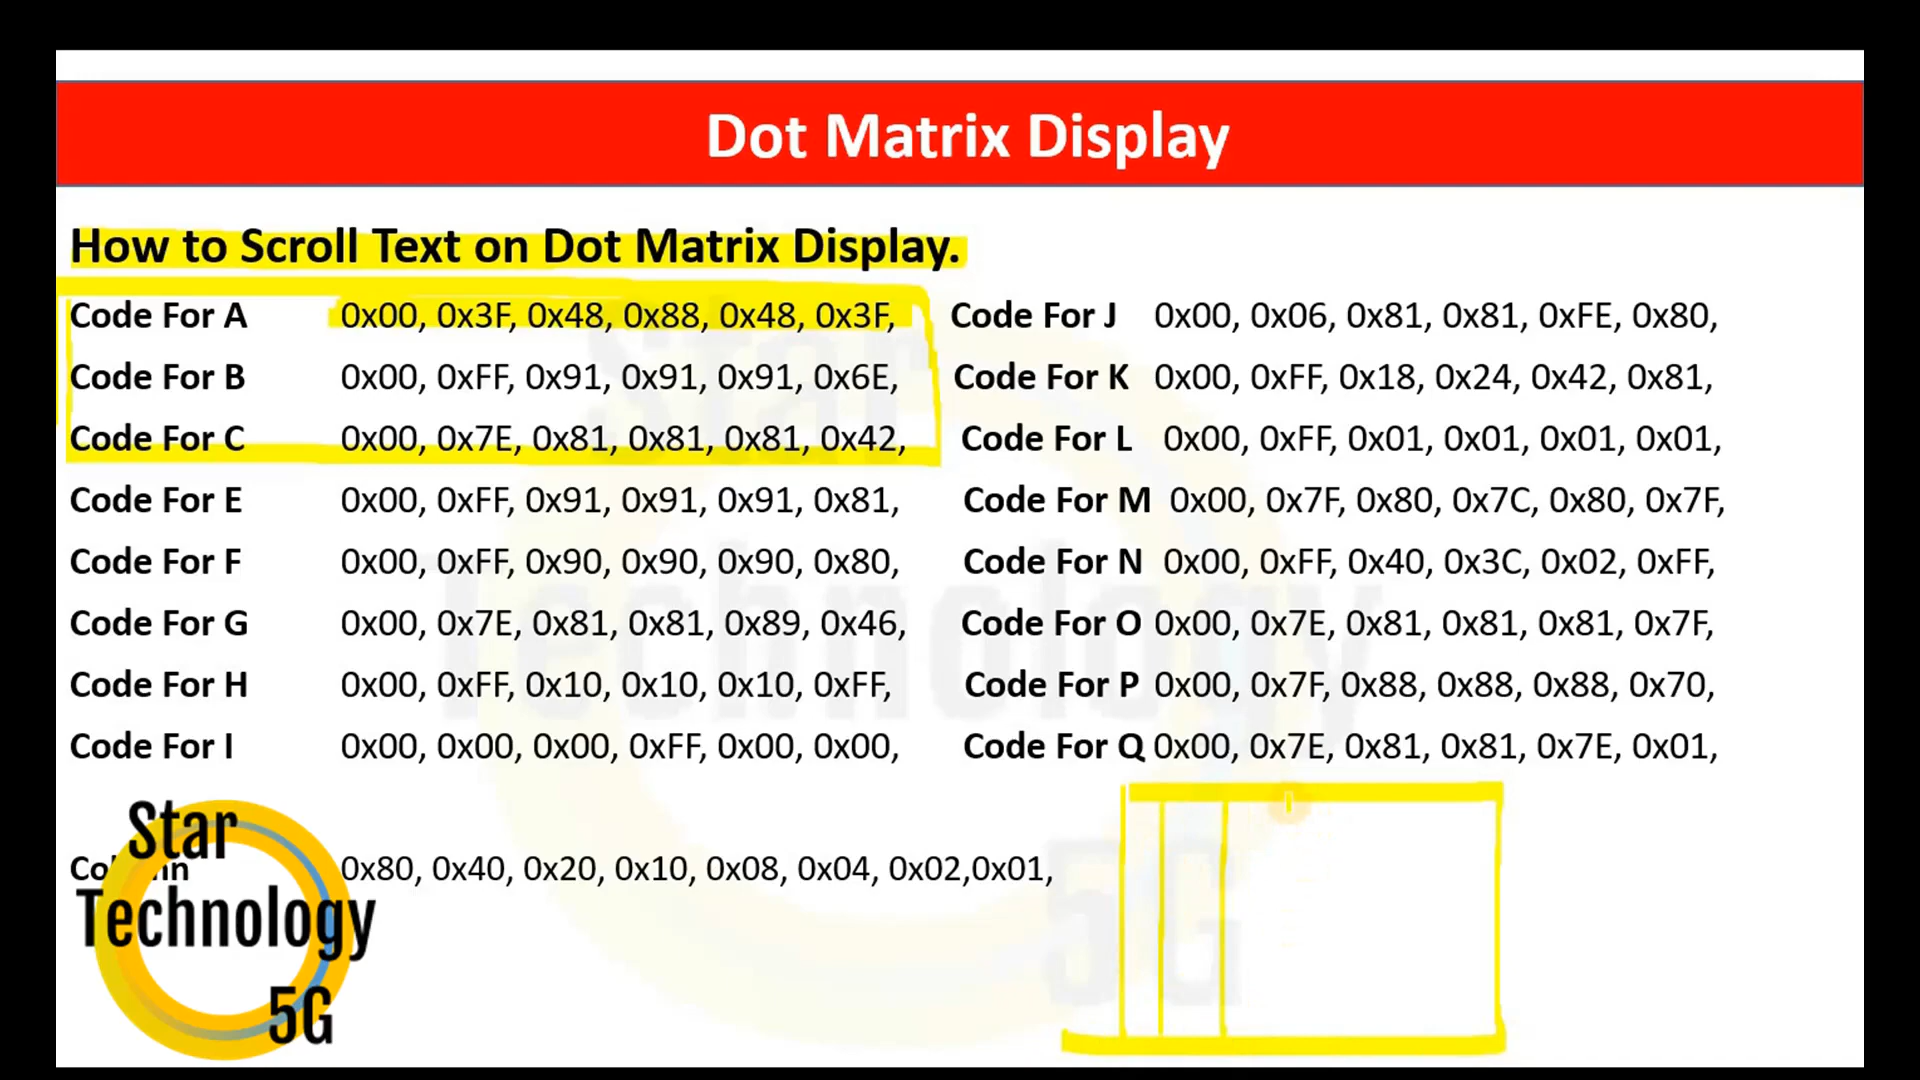 Dot Matrix Display
How to Scroll Text on Dot Matrix Display.
Code For A 0x00, 0x3F, 0x48, 0x88, 0x48, 0x3F,
Code For B 0x00, 0xFF, 0x91, 0x91, 0x91, 0x6E,
Code For C 0x00, 0x7E, 0x81, 0x81, 0x81, 0x42,
Code For E 0x00, 0xFF, 0x91, 0x91, 0x91, 0x81,
Code For F 0x00, 0xFF, 0x90, 0x90, 0x90, 0x80,
Code For G 0x00, 0x7E, 0x81, 0x81, 0x89, 0x46,
Code For H 0x00, 0xFF, 0x10, 0x10, 0x10, 0xFF,
Code For I 0x00, 0x00, 0x00, 0xFF, 0x00, 0x00,
Code For J 0x00, 0x06, 0x81, 0x81, 0xFE, 0x80,
Code For K 0x00, 0xFF, 0x18, 0x24, 0x42, 0x81,
Code For L 0x00, 0xFF, 0x01, 0x01, 0x01, 0x01,
Code For M 0x00, 0x7F, 0x80, 0x7C, 0x80, 0x7F,
Code For N 0x00, 0xFF, 0x40, 0x3C, 0x02, 0xFF,
Code For O 0x00, 0x7E, 0x81, 0x81, 0x81, 0x7F,
Code For P 0x00, 0x7F, 0x88, 0x88, 0x88, 0x70,
Code For Q 0x00, 0x7E, 0x81, 0x81, 0x7E, 0x01,
0x80, 0x40, 0x20, 0x10, 0x08, 0x04, 0x02,0x01,
Star
Technology
5G
Star
Technology
5G